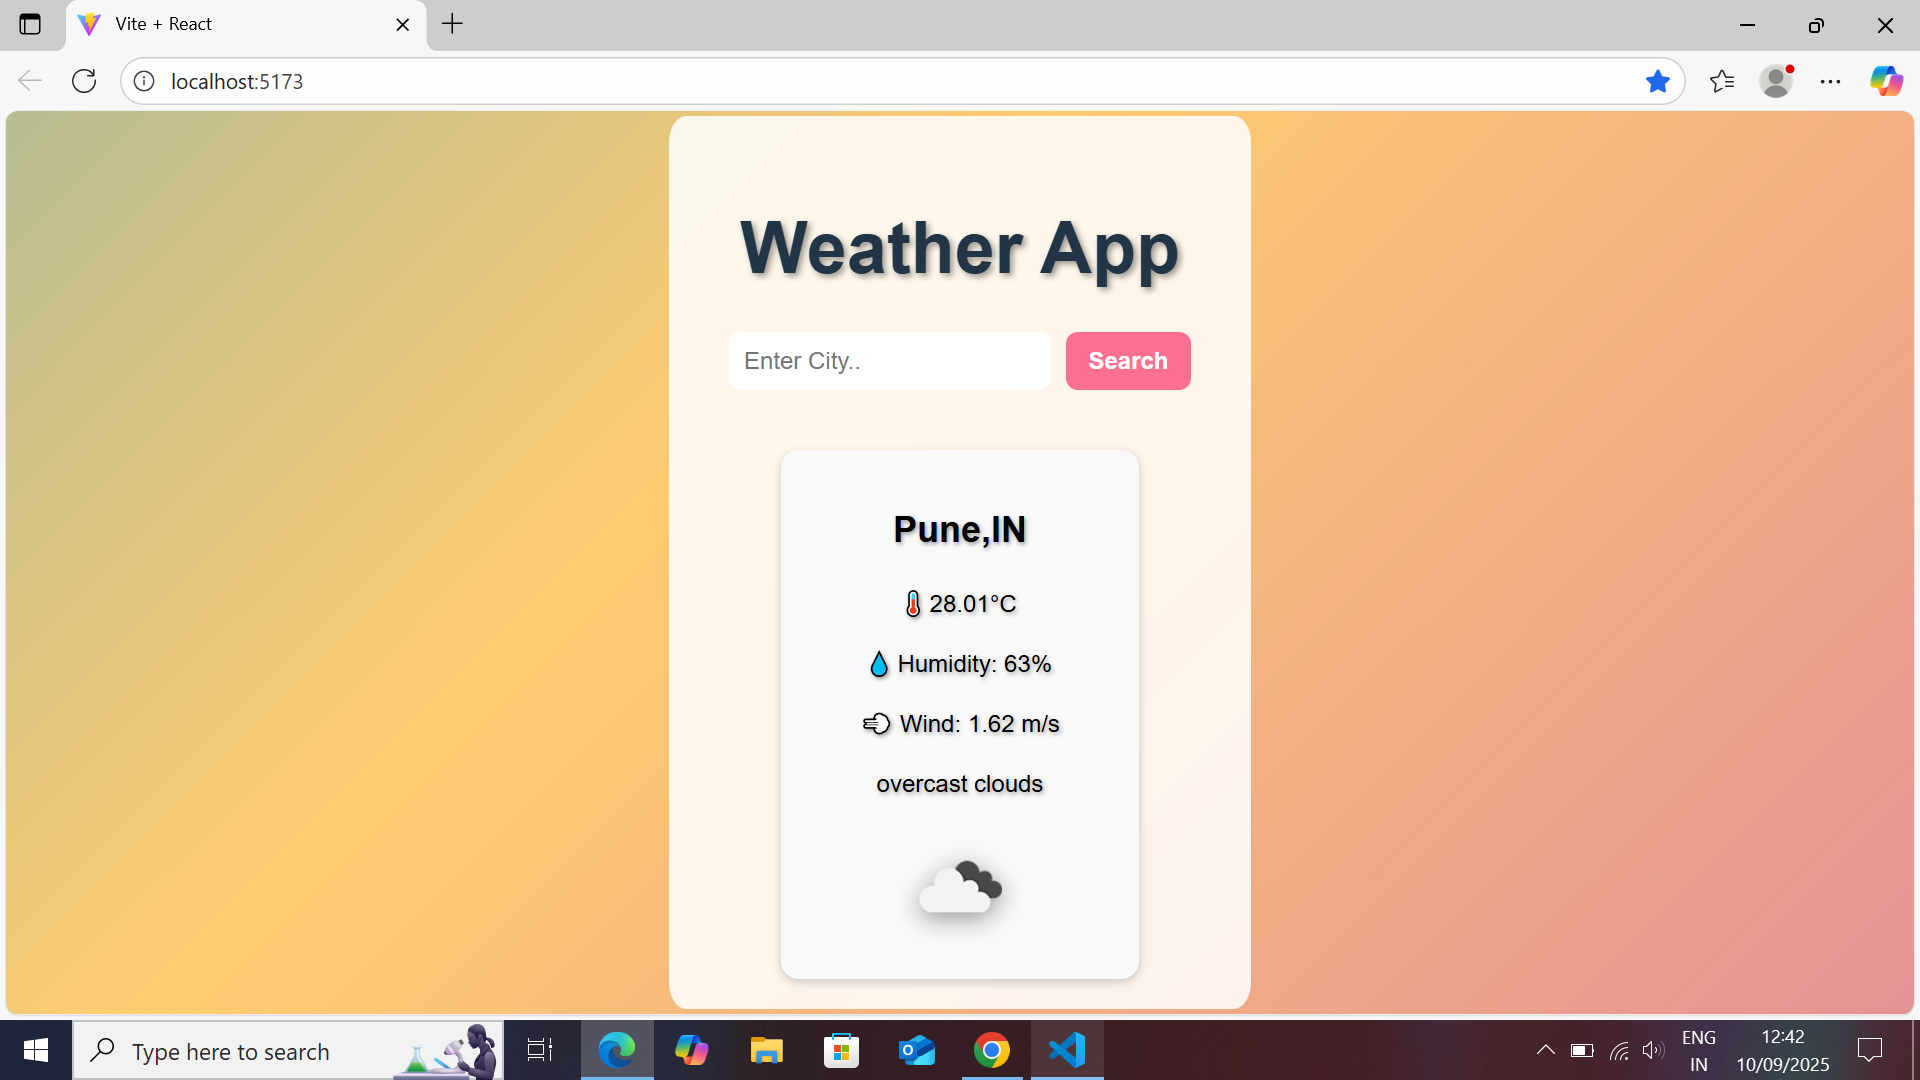 Vite + React
localhost:5173
Weather App
Enter City..
Search
Pune,IN
28.01°C
Humidity: 63%
Wind: 1.62 m/s
overcast clouds
Type here to search
ENG
IN
12:42
10/09/2025